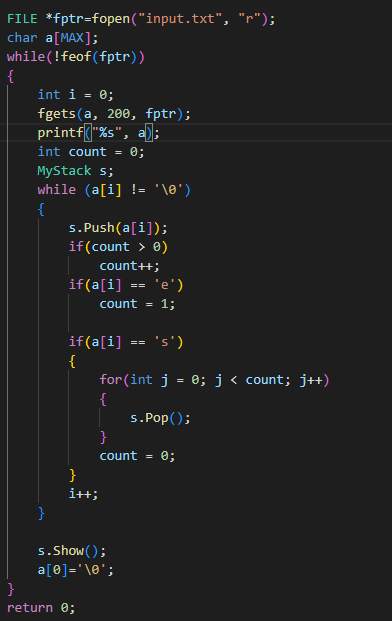 FILE *fptr=fopen("input.txt", "r");
char a[MAX];
while(!feof(fptr))
{
    int i = 0;
    fgets(a, 200, fptr);
    printf("%s", a);
    int count = 0;
    MyStack s;
    while (a[i] != '\0')
    {
        s.Push(a[i]);
        if(count > 0)
            count++;
        if(a[i] == 'e')
            count = 1;

        if(a[i] == 's')
        {
            for(int j = 0; j < count; j++)
            {
                s.Pop();
            }
            count = 0;
        }
        i++;
    }

    s.Show();
    a[0]='\0';
}
return 0;